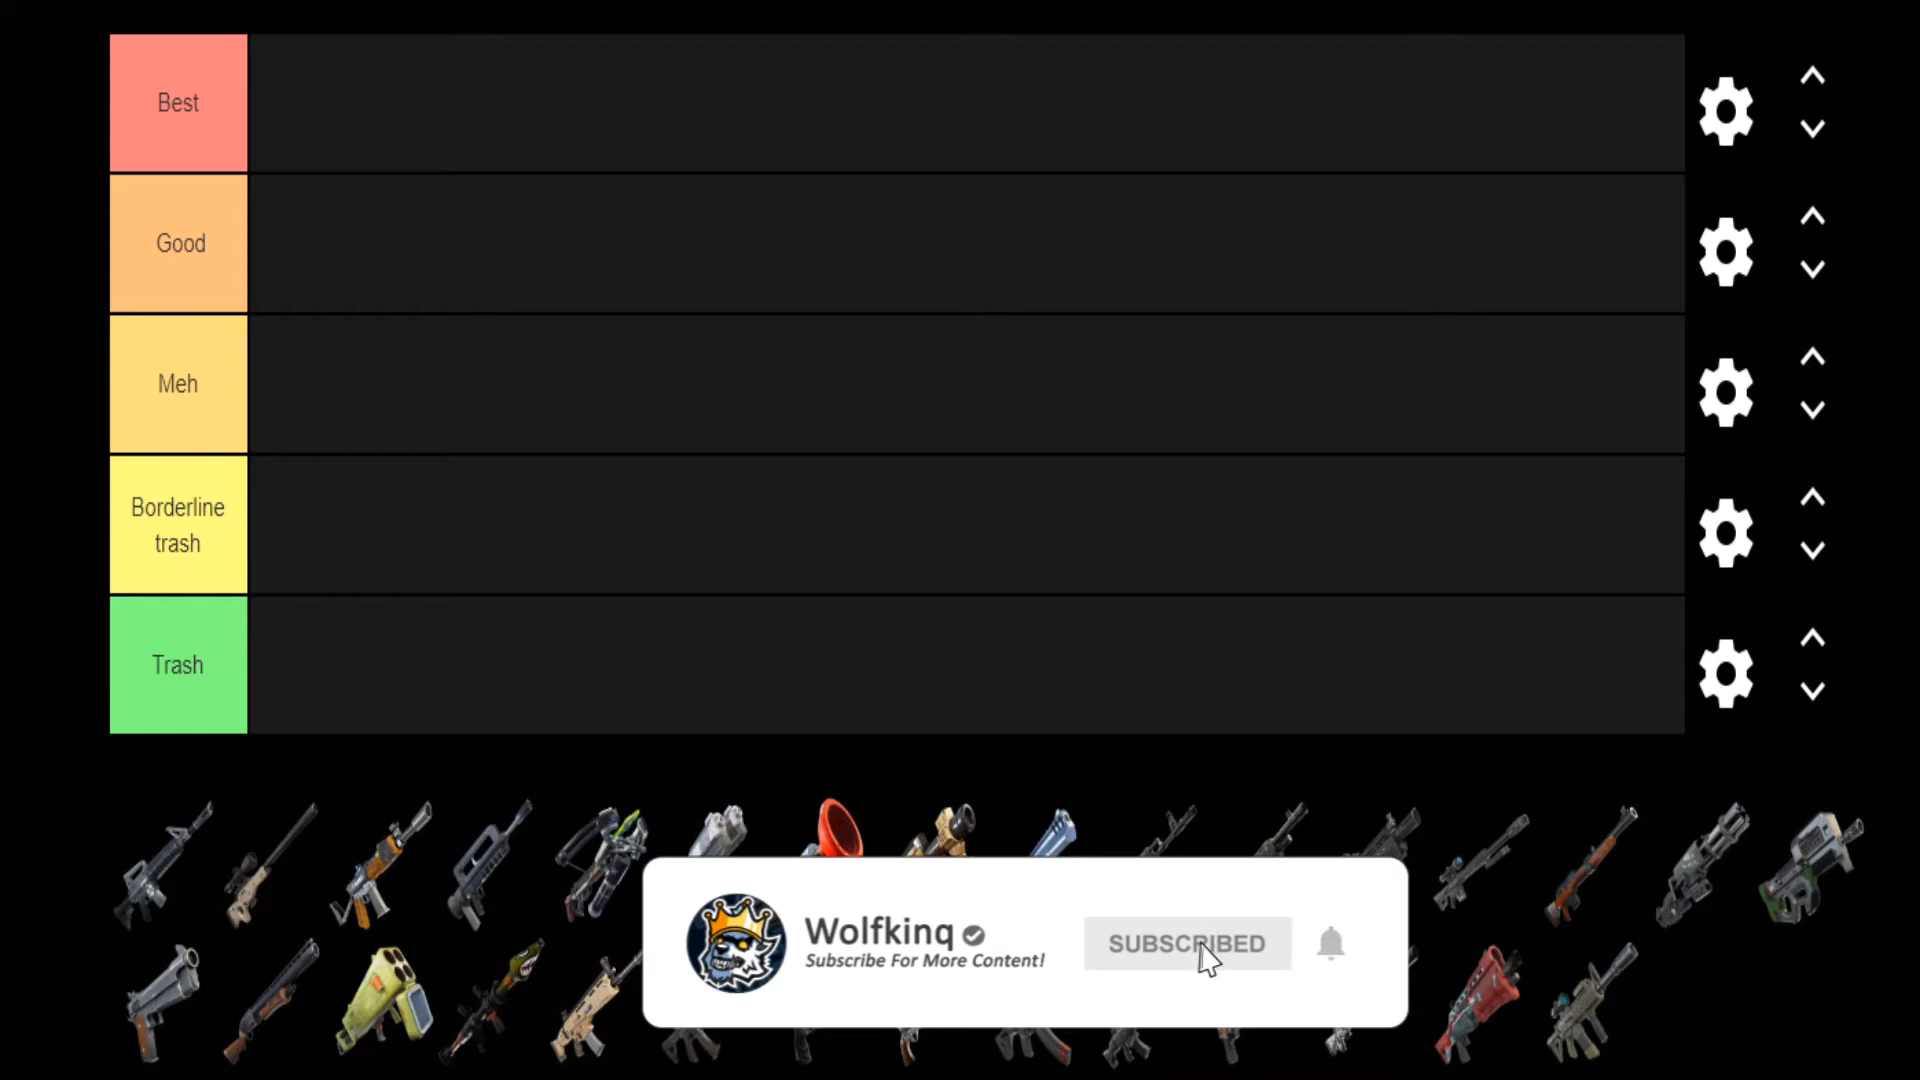 Best
Good
Meh
Borderline
trash
Trash
Wolfkinq
Subscribe For More Content!
SUBSCRIBED